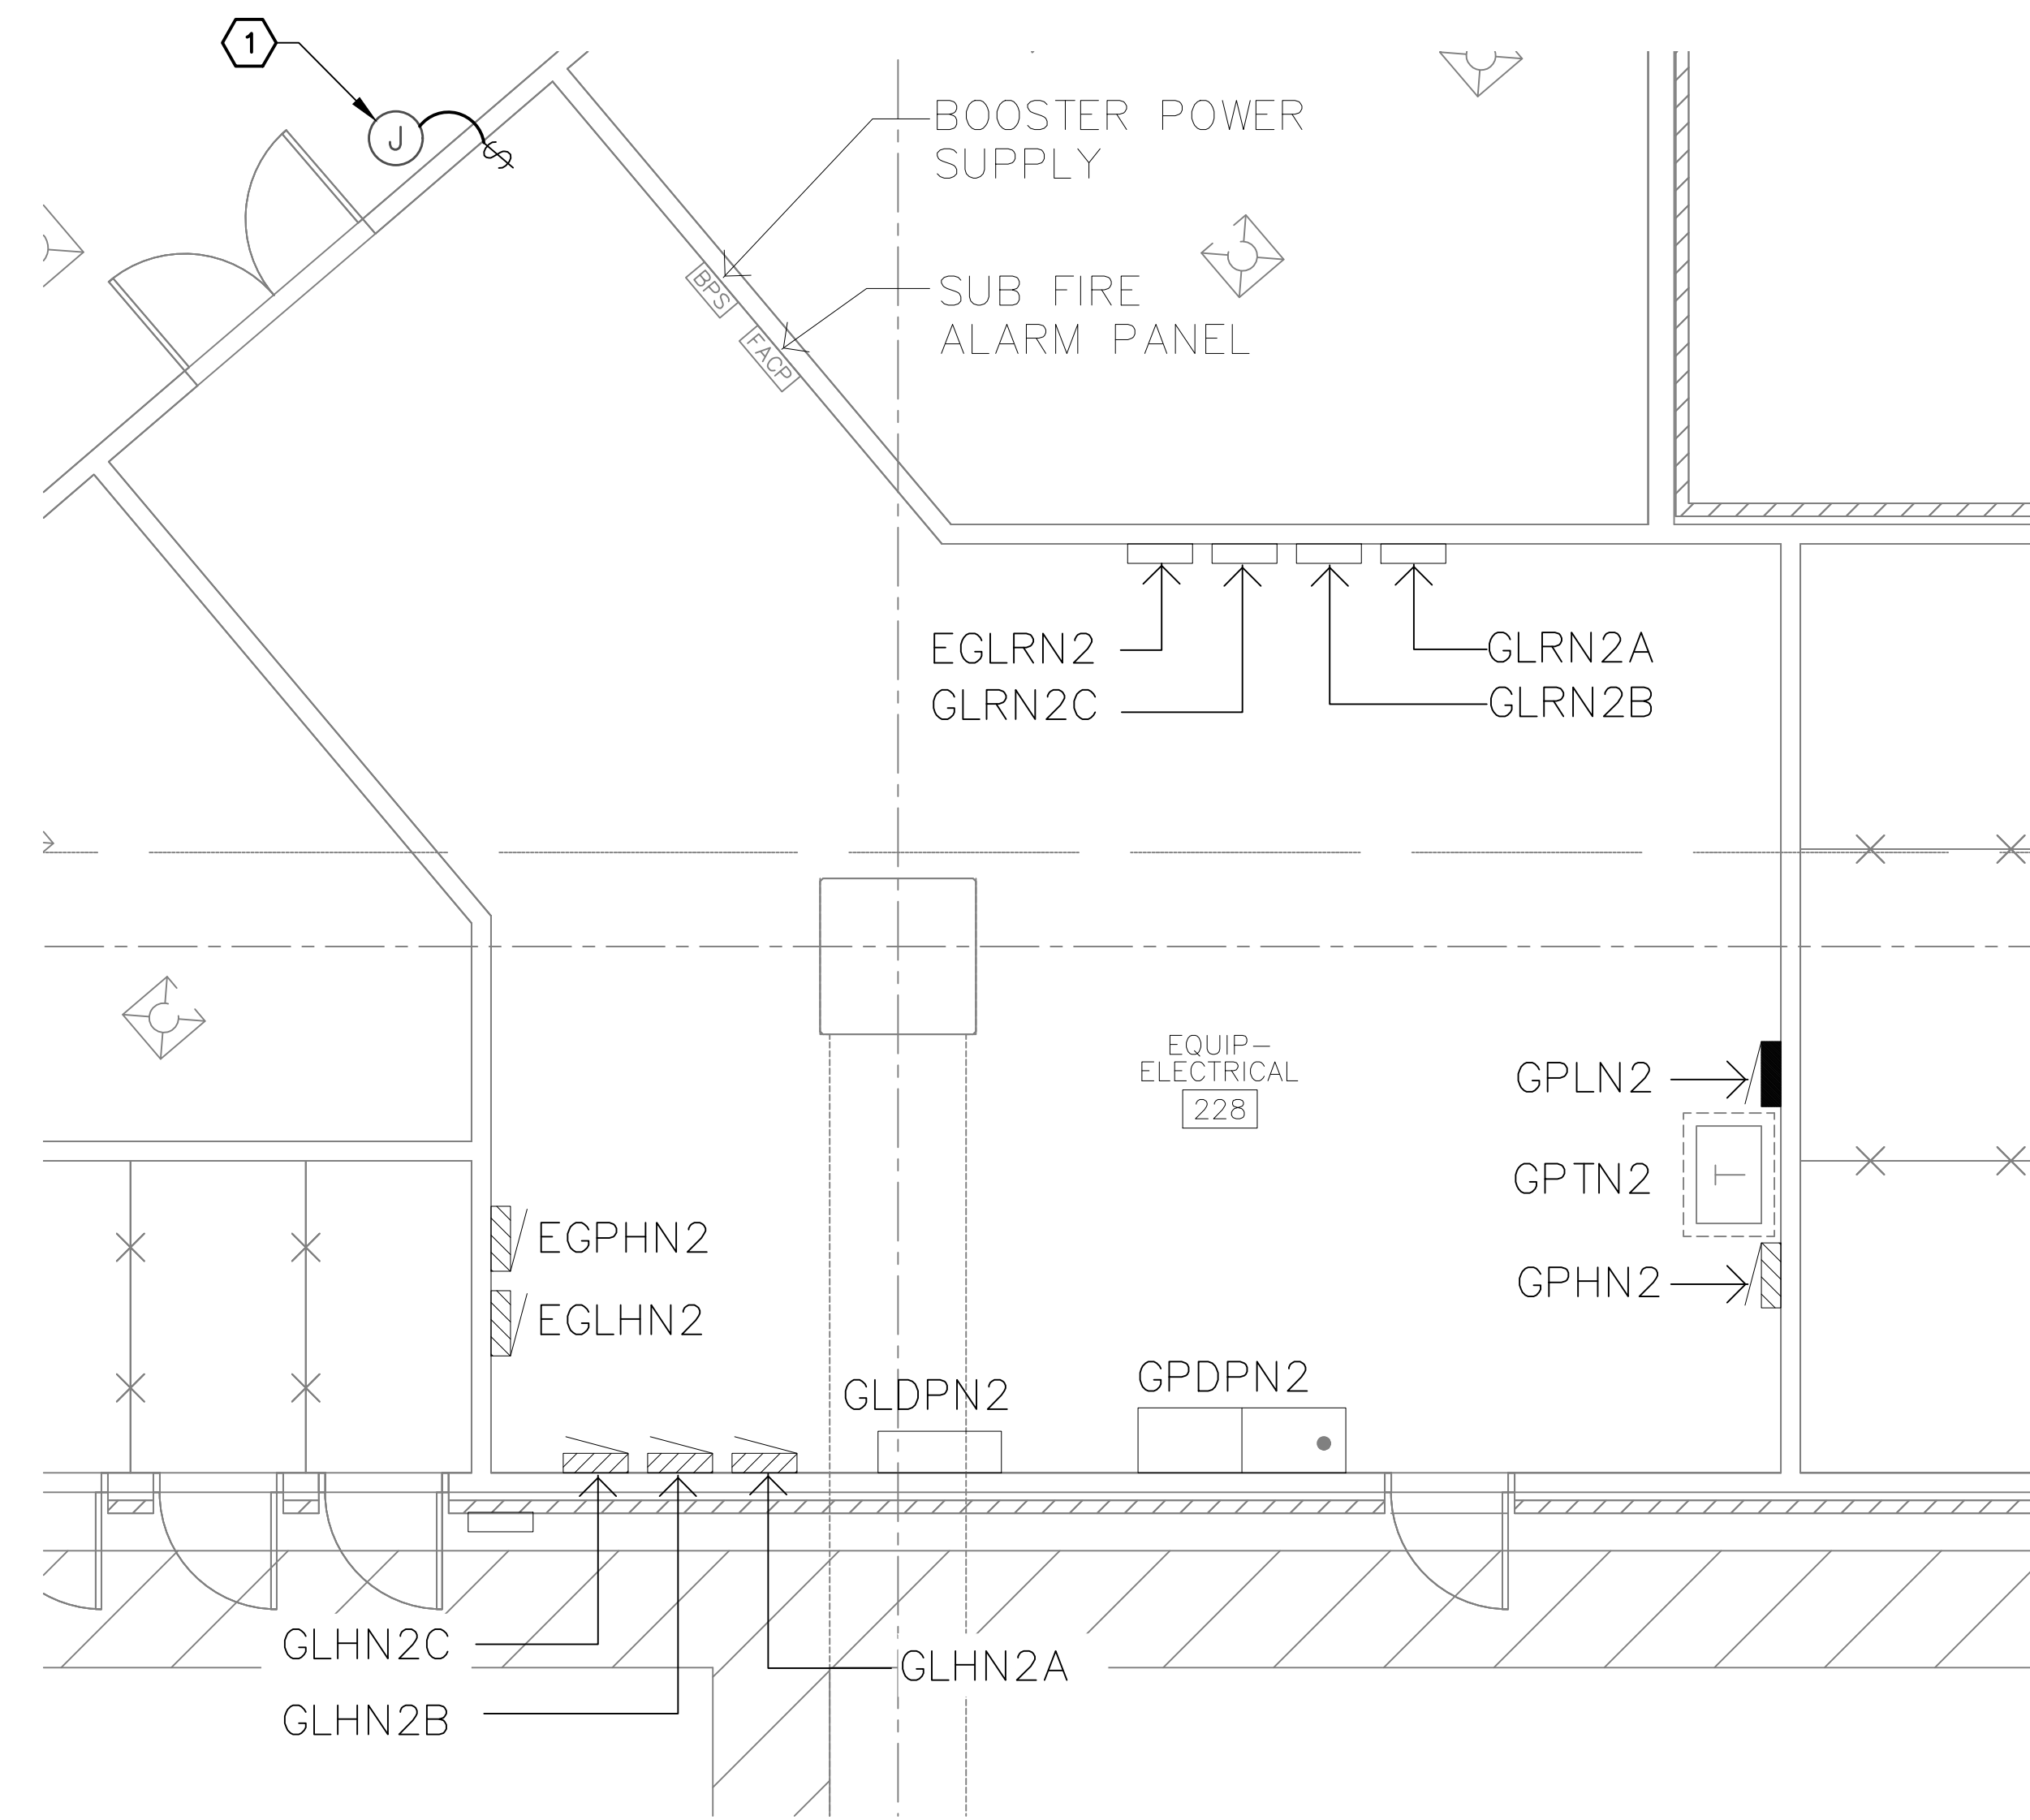 1
J
$
BOOSTER POWER
SUPPLY
BPS
SUB FIRE
ALARM PANEL
FACP
EGLRN2
GLRN2A
GLRN2C
GLRN2B
EQUIP-
ELECTRICAL
228
GPLN2
GPTN2
T
EGPHN2
GPHN2
EGLHN2
GLDPN2
GPDPN2
GLHN2C
GLHN2A
GLHN2B